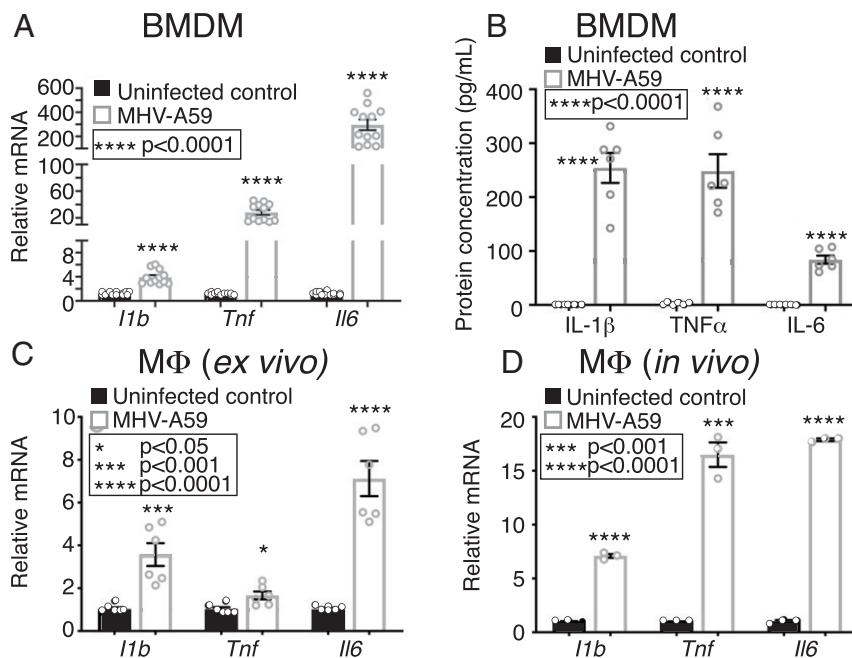 A BMDM
Relative mRNA
Uninfected control
MHV-A59
**** p<0.0001
600
400
200
100
60
20
8
4
2
0
****
****
****
I1b Tnf Il6
B BMDM
Protein concentration (pg/mL)
Uninfected control
MHV-A59
****p<0.0001
400
300
200
100
0
****
****
****
IL-1β TNFα IL-6
C MΦ (ex vivo)
Relative mRNA
Uninfected control
MHV-A59
* p<0.05
*** p<0.001
**** p<0.0001
10
8
6
4
2
0
***
*
****
I1b Tnf Il6
D MΦ (in vivo)
Relative mRNA
Uninfected control
MHV-A59
*** p<0.001
****p<0.0001
20
15
10
5
0
****
***
****
I1b Tnf Il6